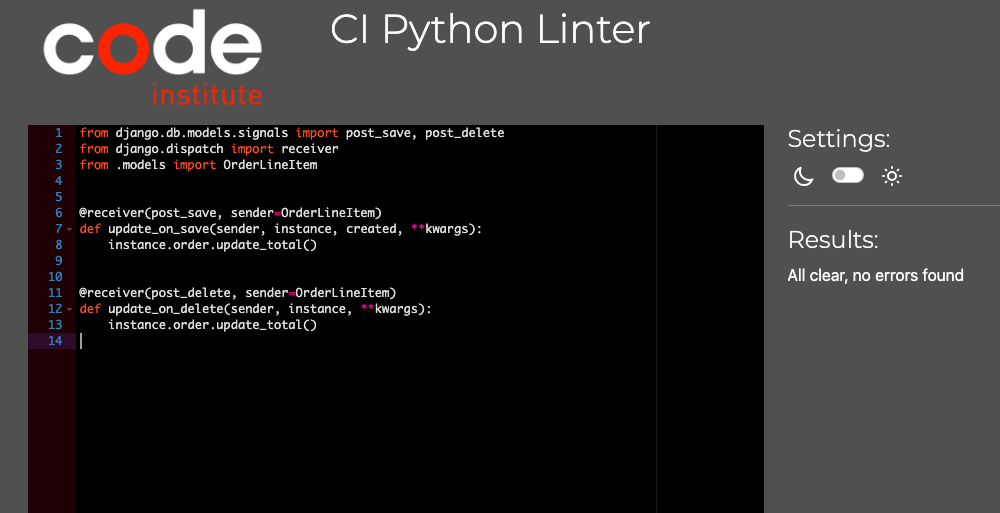 code
institute
CI Python Linter
1 from django.db.models.signals import post_save, post_delete
2 from django.dispatch import receiver
3 from .models import OrderLineItem
4
5
6 @receiver(post_save, sender=OrderLineItem)
7 def update_on_save(sender, instance, created, **kwargs):
8     instance.order.update_total()
9
10
11 @receiver(post_delete, sender=OrderLineItem)
12 def update_on_delete(sender, instance, **kwargs):
13     instance.order.update_total()
14
Settings:
Results:
All clear, no errors found